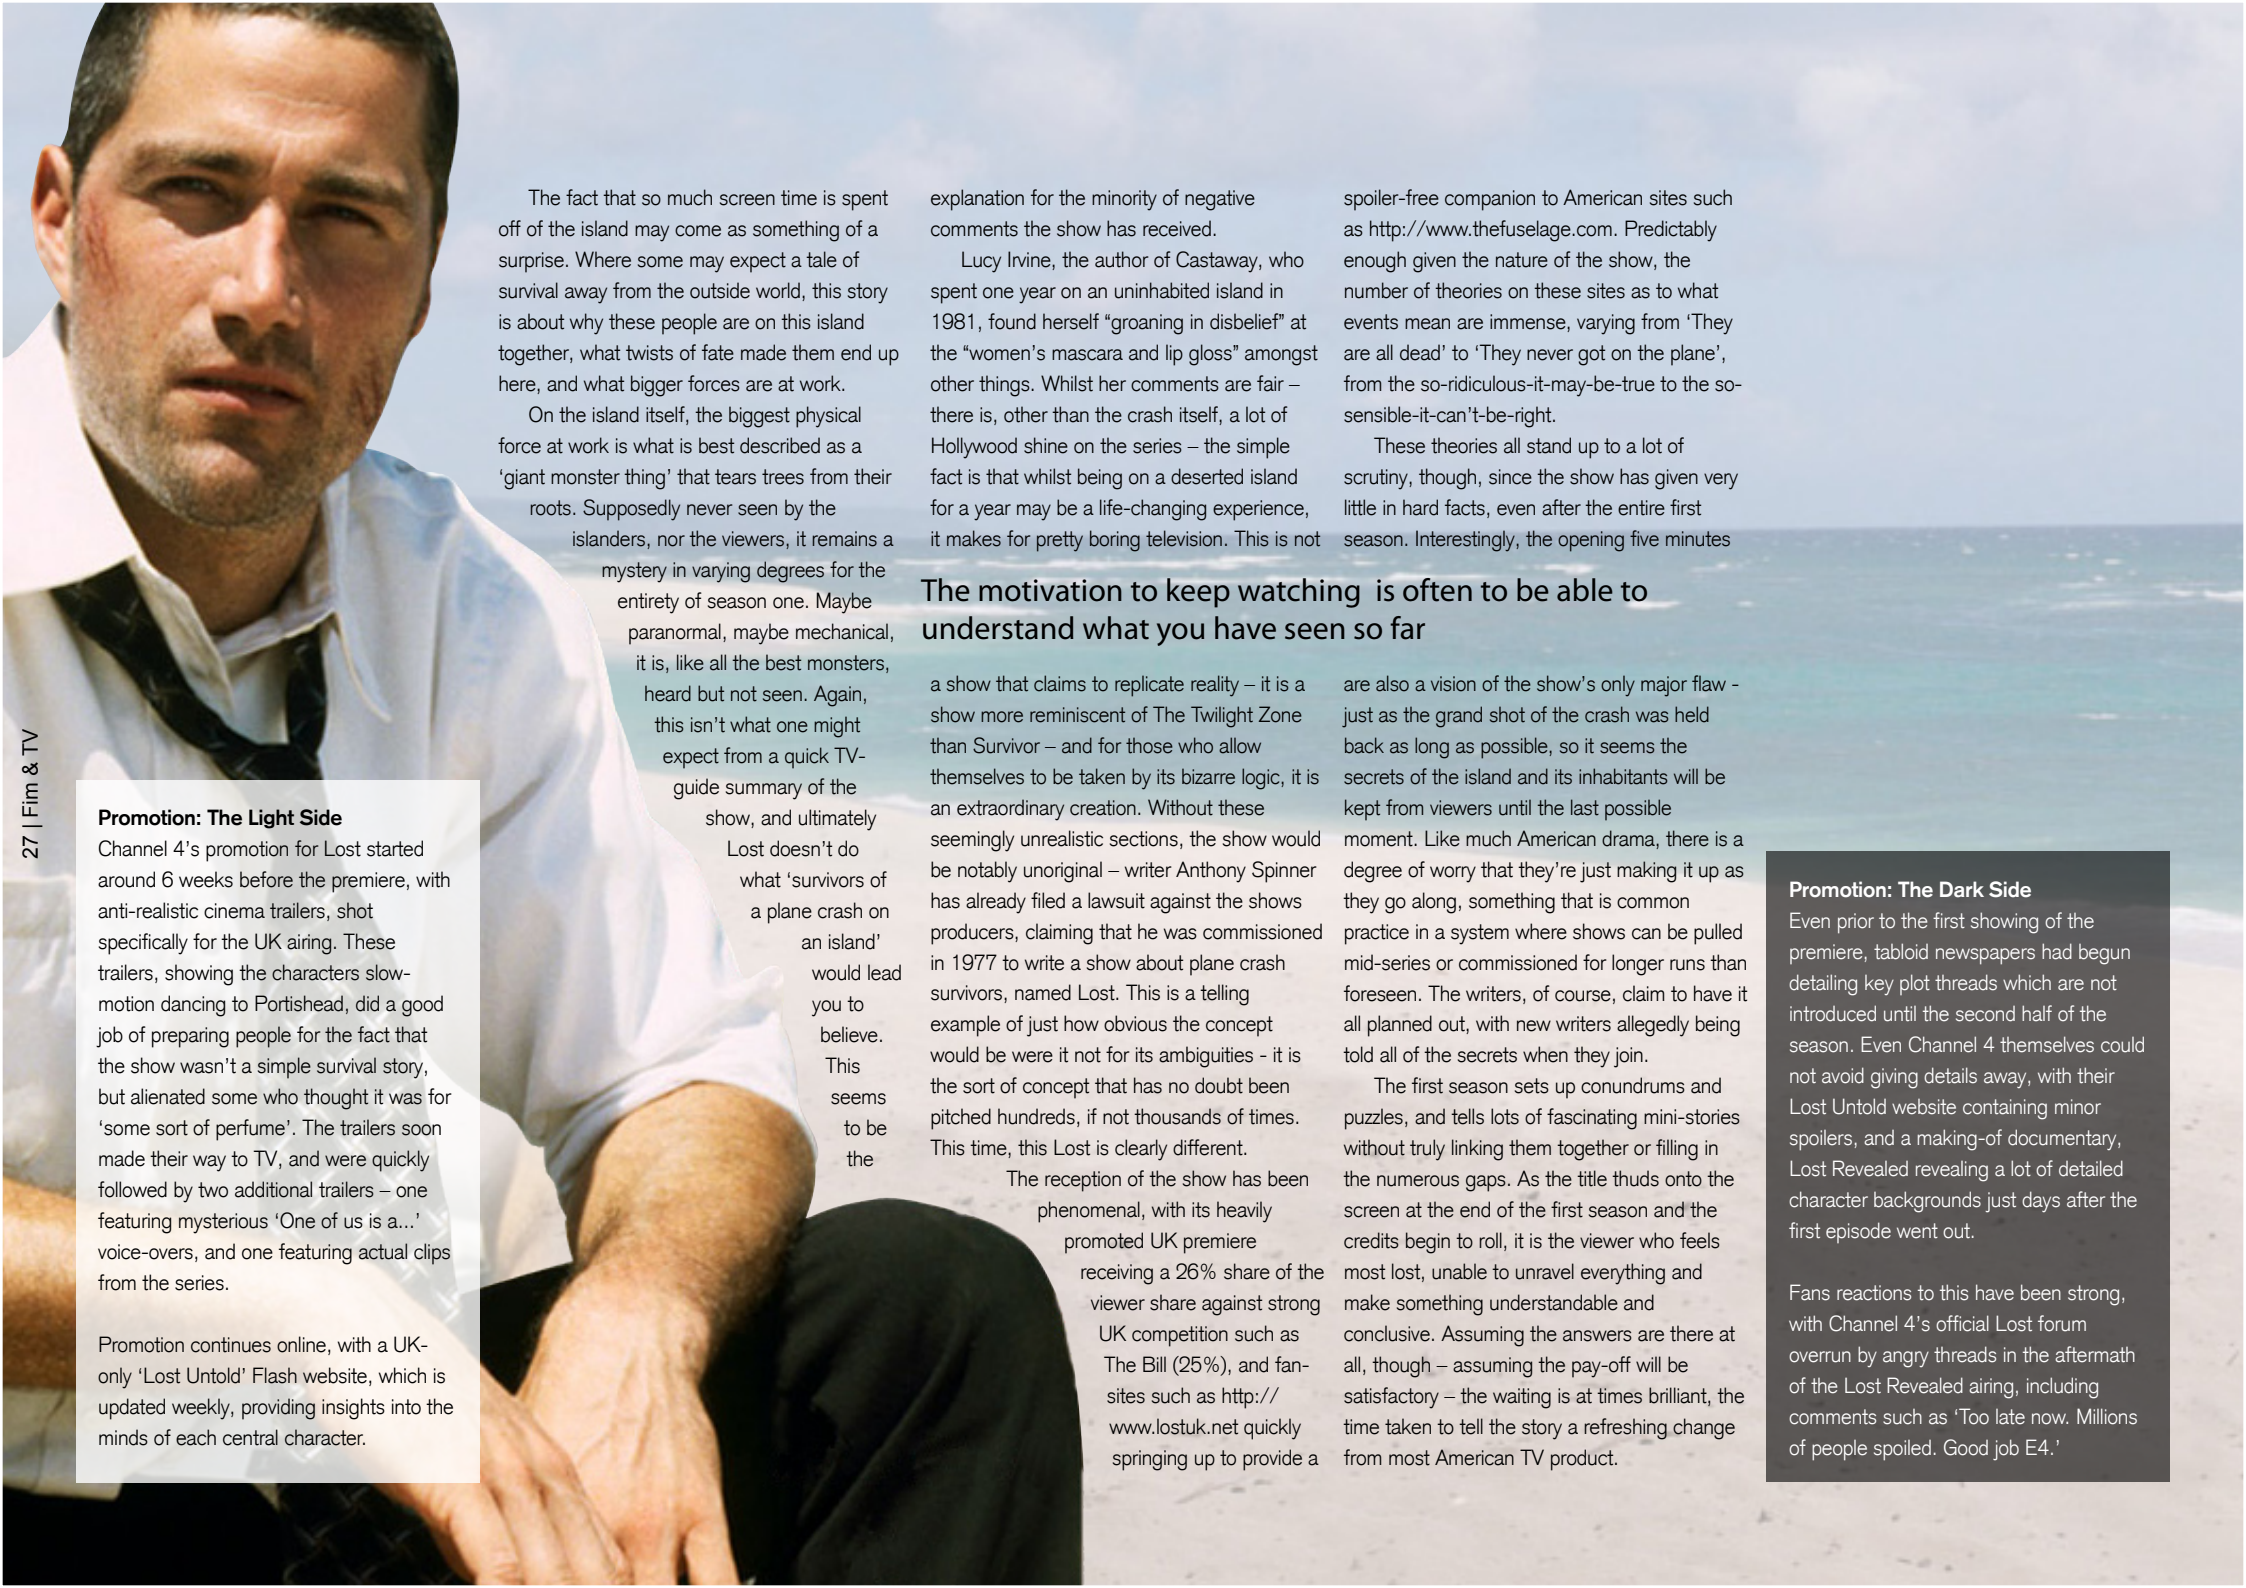 The fact that so much screen time is spent
off of the island may come as something of a
surprise. Where some may expect a tale of
survival away from the outside world, this story
is about why these people are on this island
together, what twists of fate made them end up
here, and what bigger forces are at work.
On the island itself, the biggest physical
force at work is what is best described as a
‘giant monster thing’ that tears trees from their
roots. Supposedly never seen by the
islanders, nor the viewers, it remains a
mystery in varying degrees for the
entirety of season one. Maybe
paranormal, maybe mechanical,
it is, like all the best monsters,
heard but not seen. Again,
this isn’t what one might
expect from a quick TV-
guide summary of the
show, and ultimately
Lost doesn’t do
what ‘survivors of
a plane crash on
an island’
would lead
you to
believe.
This
seems
to be
the
explanation for the minority of negative
comments the show has received.
Lucy Irvine, the author of Castaway, who
spent one year on an uninhabited island in
1981, found herself “groaning in disbelief” at
the “women’s mascara and lip gloss” amongst
other things. Whilst her comments are fair –
there is, other than the crash itself, a lot of
Hollywood shine on the series – the simple
fact is that whilst being on a deserted island
for a year may be a life-changing experience,
it makes for pretty boring television. This is not
a show that claims to replicate reality – it is a
show more reminiscent of The Twilight Zone
than Survivor – and for those who allow
themselves to be taken by its bizarre logic, it is
an extraordinary creation. Without these
seemingly unrealistic sections, the show would
be notably unoriginal – writer Anthony Spinner
has already filed a lawsuit against the shows
producers, claiming that he was commissioned
in 1977 to write a show about plane crash
survivors, named Lost. This is a telling
example of just how obvious the concept
would be were it not for its ambiguities - it is
the sort of concept that has no doubt been
pitched hundreds, if not thousands of times.
This time, this Lost is clearly different.
The reception of the show has been
phenomenal, with its heavily
promoted UK premiere
receiving a 26% share of the
viewer share against strong
UK competition such as
The Bill (25%), and fan-
sites such as http://
www.lostuk.net quickly
springing up to provide a
spoiler-free companion to American sites such
as http://www.thefuselage.com. Predictably
enough given the nature of the show, the
number of theories on these sites as to what
events mean are immense, varying from ‘They
are all dead’ to ‘They never got on the plane’,
from the so-ridiculous-it-may-be-true to the so-
sensible-it-can’t-be-right.
These theories all stand up to a lot of
scrutiny, though, since the show has given very
little in hard facts, even after the entire first
season. Interestingly, the opening five minutes
are also a vision of the show’s only major flaw -
just as the grand shot of the crash was held
back as long as possible, so it seems the
secrets of the island and its inhabitants will be
kept from viewers until the last possible
moment. Like much American drama, there is a
degree of worry that they’re just making it up as
they go along, something that is common
practice in a system where shows can be pulled
mid-series or commissioned for longer runs than
foreseen. The writers, of course, claim to have it
all planned out, with new writers allegedly being
told all of the secrets when they join.
The first season sets up conundrums and
puzzles, and tells lots of fascinating mini-stories
without truly linking them together or filling in
the numerous gaps. As the title thuds onto the
screen at the end of the first season and the
credits begin to roll, it is the viewer who feels
most lost, unable to unravel everything and
make something understandable and
conclusive. Assuming the answers are there at
all, though – assuming the pay-off will be
satisfactory – the waiting is at times brilliant, the
time taken to tell the story a refreshing change
from most American TV product.
The motivation to keep watching  is often to be able to
understand what you have seen so far
27 | Fim & TV
Promotion: The Light Side
Channel 4’s promotion for Lost started
around 6 weeks before the premiere, with
anti-realistic cinema trailers, shot
specifically for the UK airing. These
trailers, showing the characters slow-
motion dancing to Portishead, did a good
job of preparing people for the fact that
the show wasn’t a simple survival story,
but alienated some who thought it was for
‘some sort of perfume’. The trailers soon
made their way to TV, and were quickly
followed by two additional trailers – one
featuring mysterious ‘One of us is a...’
voice-overs, and one featuring actual clips
from the series.
Promotion continues online, with a UK-
only ‘Lost Untold’ Flash website, which is
updated weekly, providing insights into the
minds of each central character.
Promotion: The Dark Side
Even prior to the first showing of the
premiere, tabloid newspapers had begun
detailing key plot threads which are not
introduced until the second half of the
season. Even Channel 4 themselves could
not avoid giving details away, with their
Lost Untold website containing minor
spoilers, and a making-of documentary,
Lost Revealed revealing a lot of detailed
character backgrounds just days after the
first episode went out.
Fans reactions to this have been strong,
with Channel 4’s official Lost forum
overrun by angry threads in the aftermath
of the Lost Revealed airing, including
comments such as ‘Too late now. Millions
of people spoiled. Good job E4.’